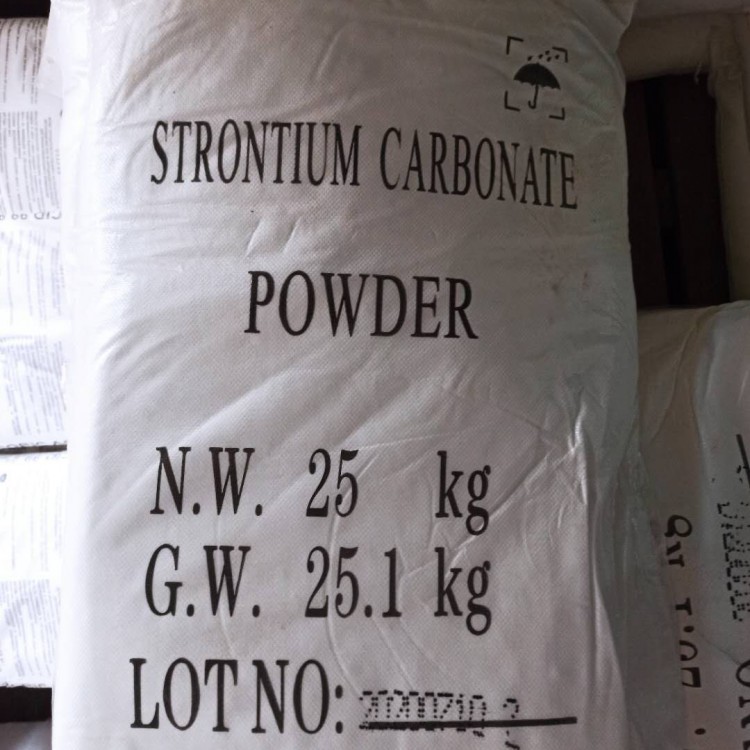 STRONTIUM CARBONATE
POWDER
N.W. 25 kg
G.W. 25.1 kg
LOT NO: